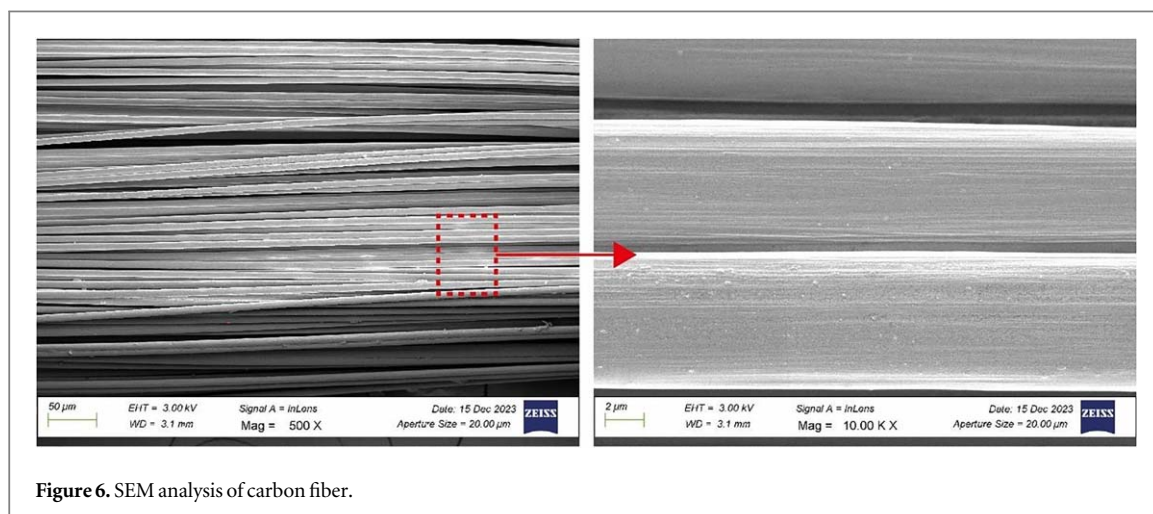 50 µm
EHT = 3.00 kV
Signal A = InLens
Date: 15 Dec 2023
ZEISS
WD = 3.1 mm
Mag = 500 X
Aperture Size = 20.00 µm
2 µm
EHT = 3.00 kV
Signal A = InLens
Date: 15 Dec 2023
ZEISS
WD = 3.1 mm
Mag = 10.00 K X
Aperture Size = 20.00 µm
Figure 6. SEM analysis of carbon fiber.